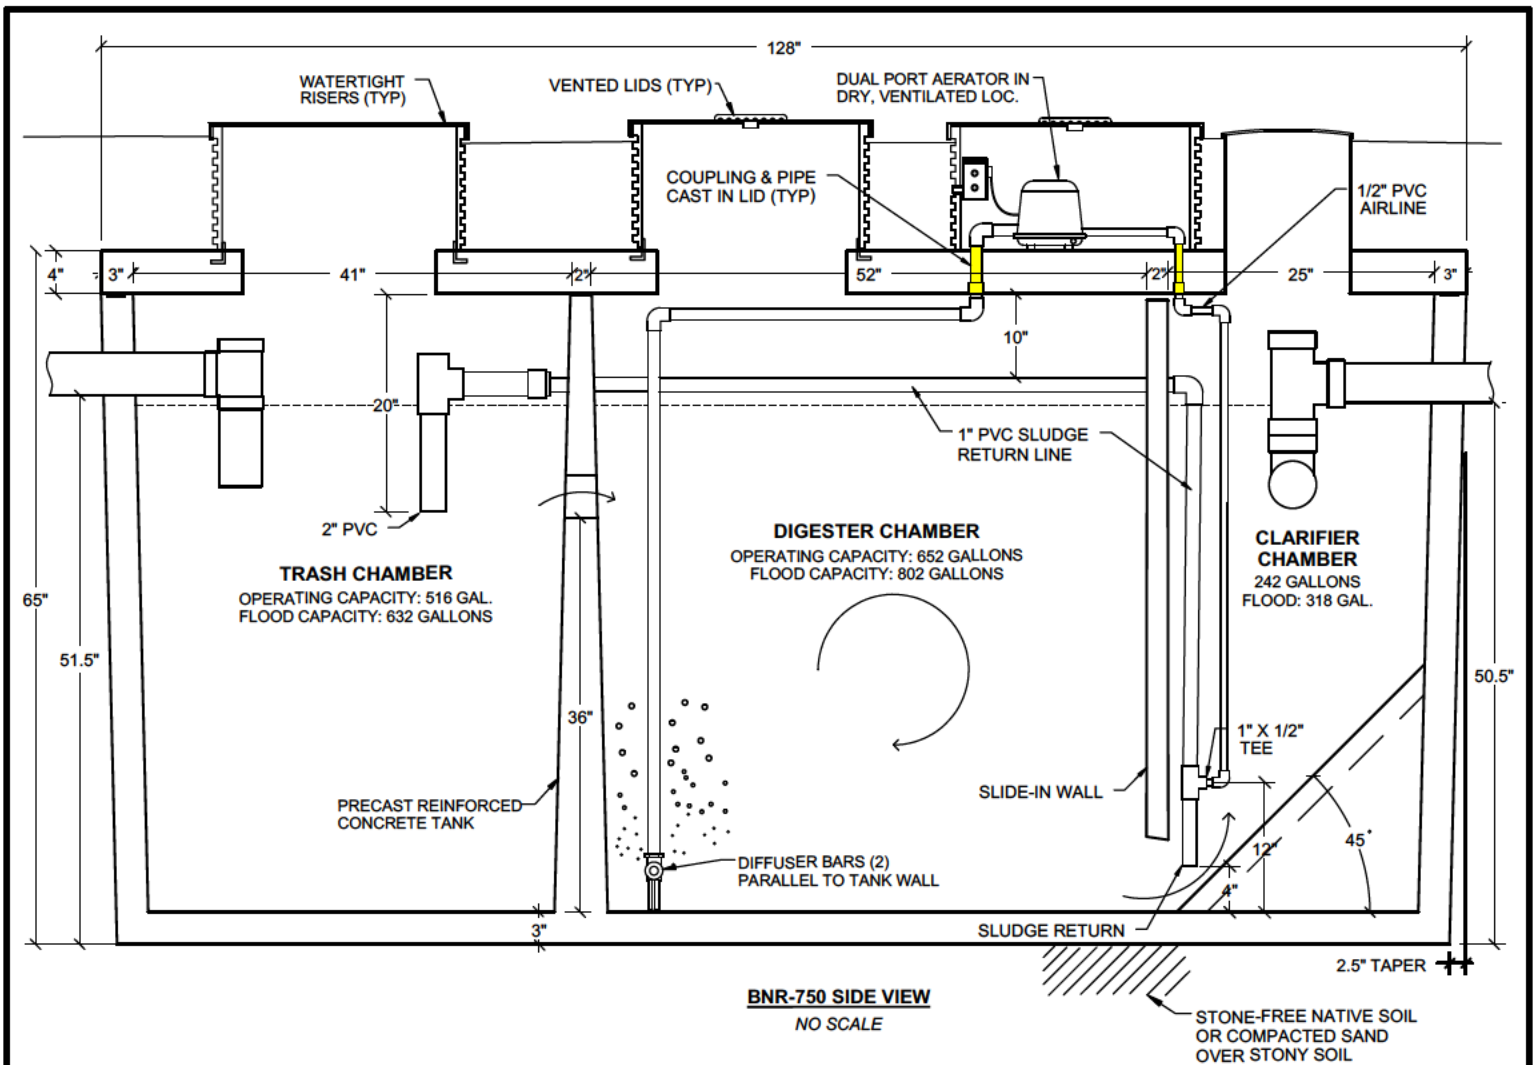 128"
WATERTIGHT
RISERS (TYP)
VENTED LIDS (TYP)
DUAL PORT AERATOR IN
DRY, VENTILATED LOC.
COUPLING & PIPE
CAST IN LID (TYP)
1/2" PVC
AIRLINE
4"
3"
41"
2"
52"
2"
25"
3"
10"
20"
1" PVC SLUDGE
RETURN LINE
2" PVC
DIGESTER CHAMBER
OPERATING CAPACITY: 652 GALLONS
FLOOD CAPACITY: 802 GALLONS
CLARIFIER
CHAMBER
242 GALLONS
FLOOD: 318 GAL.
TRASH CHAMBER
OPERATING CAPACITY: 516 GAL.
FLOOD CAPACITY: 632 GALLONS
65"
51.5"
50.5"
36"
1" X 1/2"
TEE
SLIDE-IN WALL
PRECAST REINFORCED
CONCRETE TANK
12"
45°
DIFFUSER BARS (2)
PARALLEL TO TANK WALL
4"
3"
SLUDGE RETURN
2.5" TAPER
BNR-750 SIDE VIEW
NO SCALE
STONE-FREE NATIVE SOIL
OR COMPACTED SAND
OVER STONY SOIL